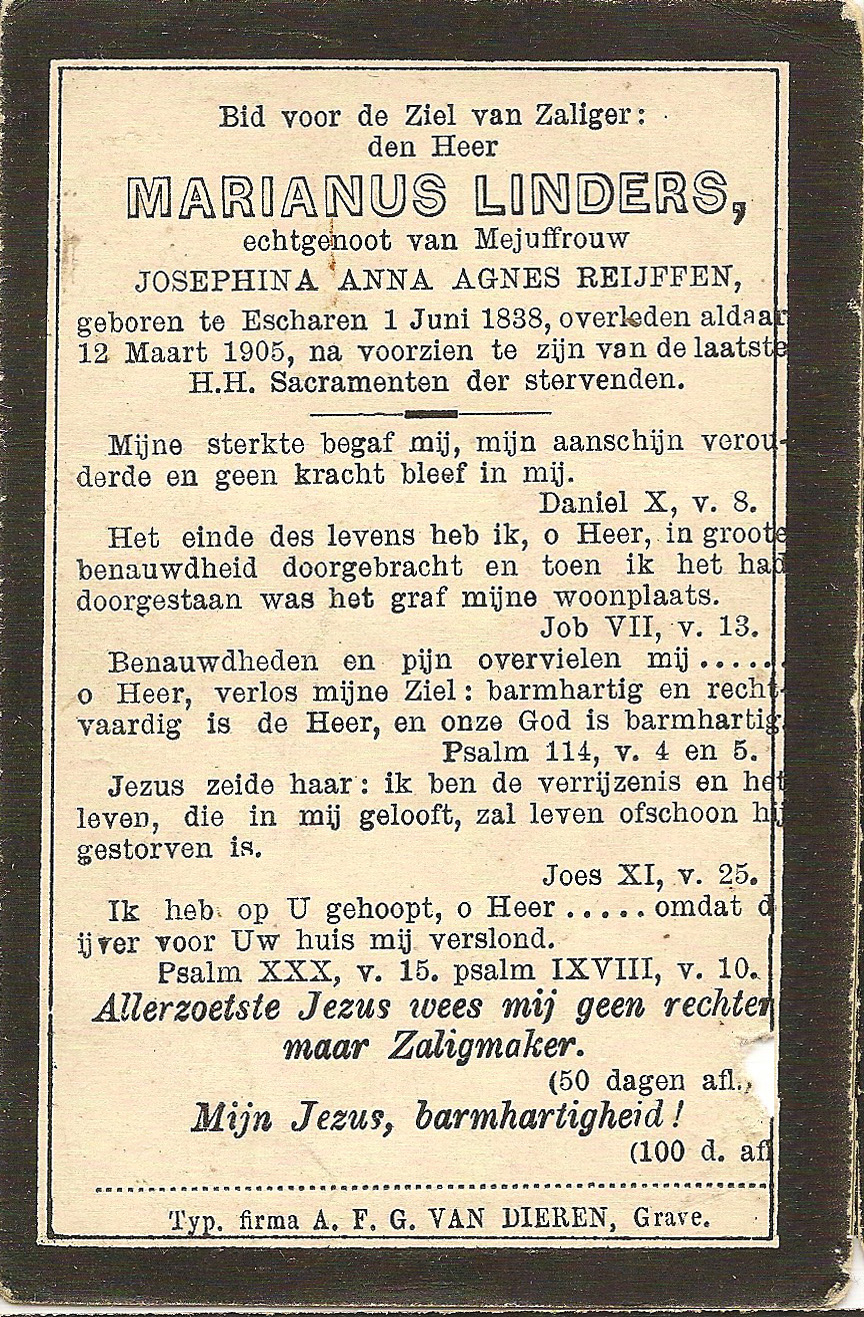 Bid voor de Ziel van Zaliger:
den Heer
MARIANUS LINDERS,
echtgenoot van Mejuffrouw
JOSEPHINA ANNA AGNES REIJFFEN,
geboren te Escharen 1 Juni 1838, overleden aldaar
12 Maart 1905, na voorzien te zijn van de laatste
H.H. Sacramenten der stervenden.
Mijne sterkte begaf mij, mijn aanschijn verou-
derde en geen kracht bleef in mij.
Daniel X, v. 8.
Het einde des levens heb ik, o Heer, in groote
benauwdheid doorgebracht en toen ik het had
doorgestaan was het graf mijne woonplaats.
Job VII, v. 13.
Benauwdheden en pijn overvielen mij......
o Heer, verlos mijne Ziel: barmhartig en recht-
vaardig is de Heer, en onze God is barmhartig.
Psalm 114, v. 4 en 5.
Jezus zeide haar: ik ben de verrijzenis en het
leven, die in mij gelooft, zal leven ofschoon hij
gestorven is.
Joes XI, v. 25.
Ik heb op U gehoopt, o Heer ..... omdat d
ijver voor Uw huis mij verslond.
Psalm XXX, v. 15. psalm IXVIII, v. 10.
Allerzoetste Jezus wees mij geen rechter
maar Zaligmaker.
(50 dagen afl.)
Mijn Jezus, barmhartigheid!
(100 d. afl
Typ. firma A. F. G. VAN DIEREN, Grave.